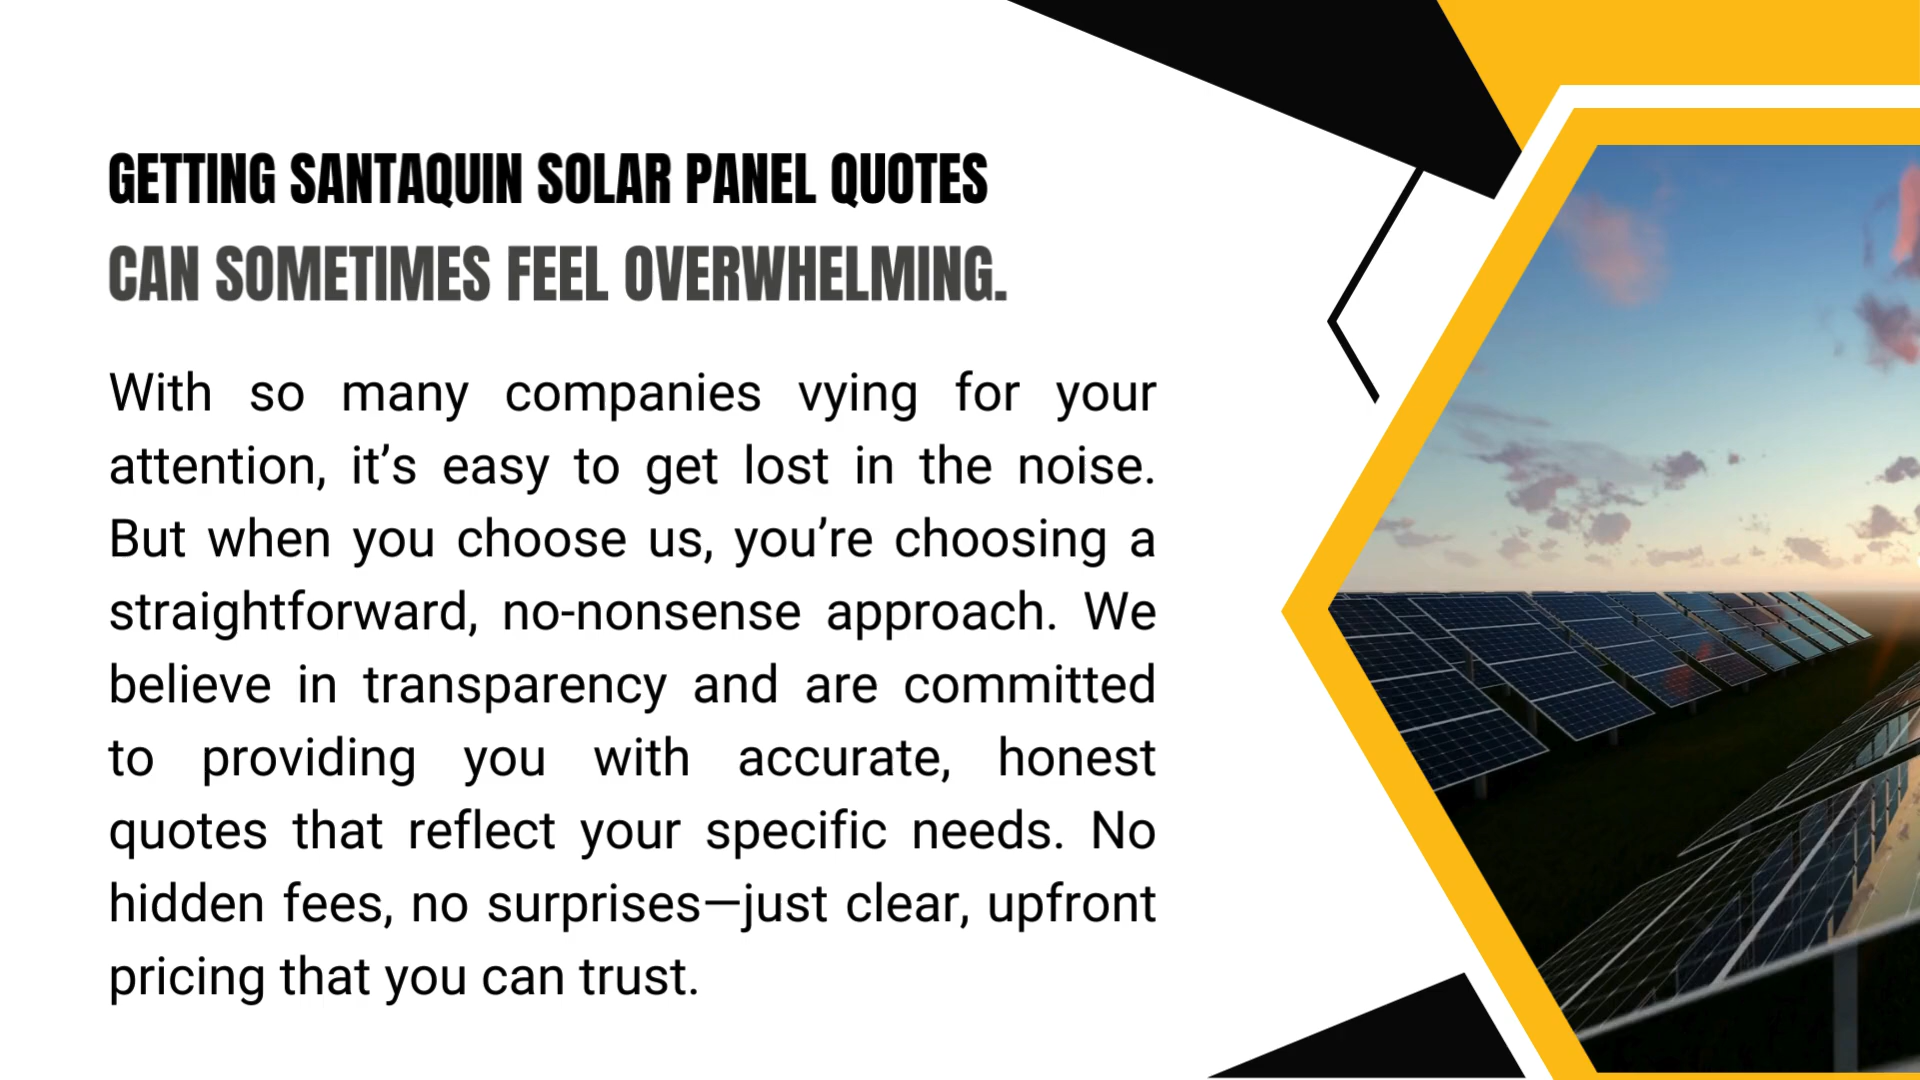 GETTING SANTAQUIN SOLAR PANEL QUOTES
CAN SOMETIMES FEEL OVERWHELMING.
With so many companies vying for your
attention, it’s easy to get lost in the noise.
But when you choose us, you’re choosing a
straightforward, no-nonsense approach. We
believe in transparency and are committed
to providing you with accurate, honest
quotes that reflect your specific needs. No
hidden fees, no surprises—just clear, upfront
pricing that you can trust.